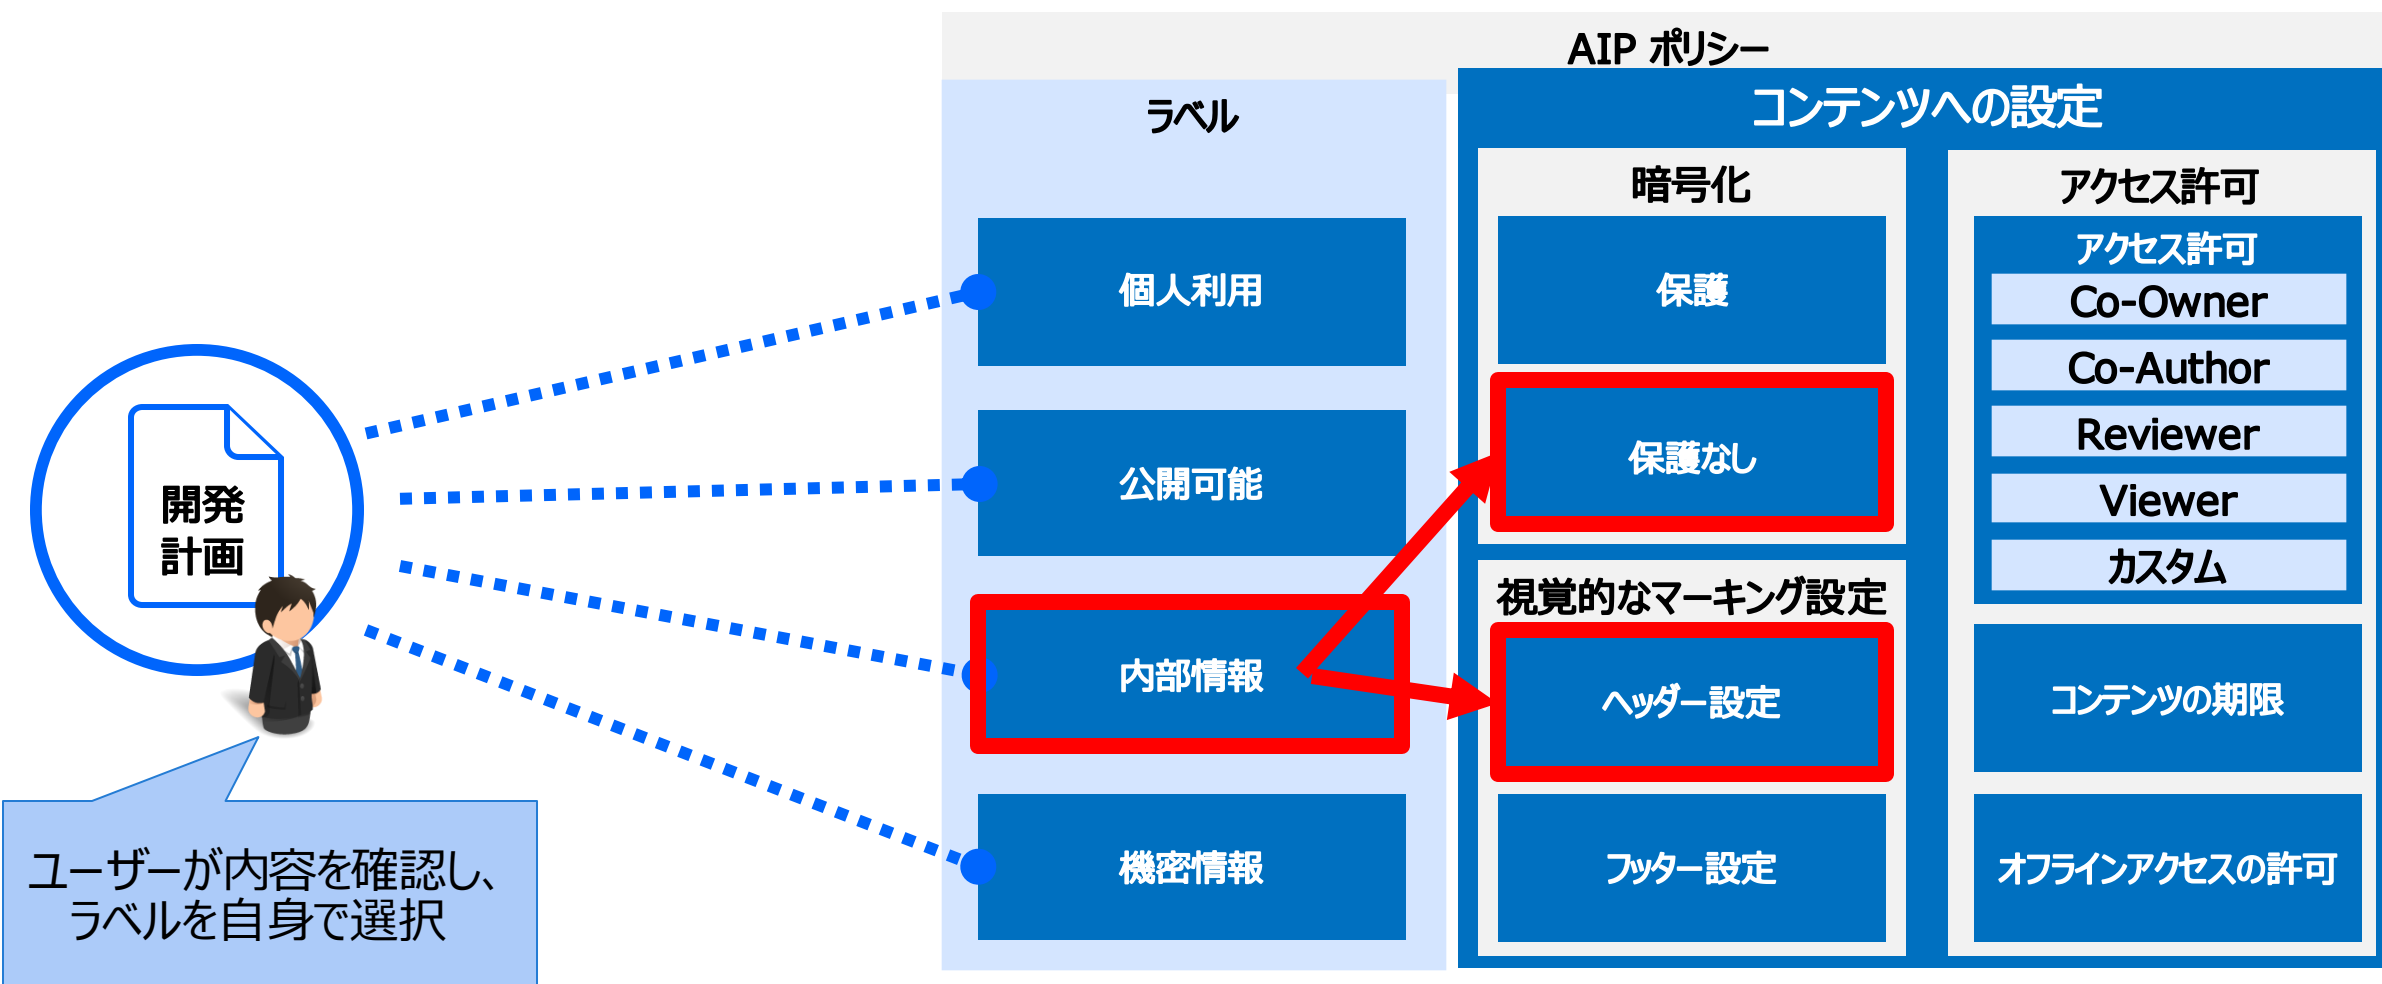 AIP ポリシー
ラベル
個人利用
公開可能
内部情報
機密情報
コンテンツへの設定
暗号化
保護
保護なし
視覚的なマーキング設定
ヘッダー設定
フッター設定
アクセス許可
アクセス許可
Co-Owner
Co-Author
Reviewer
Viewer
カスタム
コンテンツの期限
オフラインアクセスの許可
開発
計画
ユーザーが内容を確認し、
ラベルを自身で選択